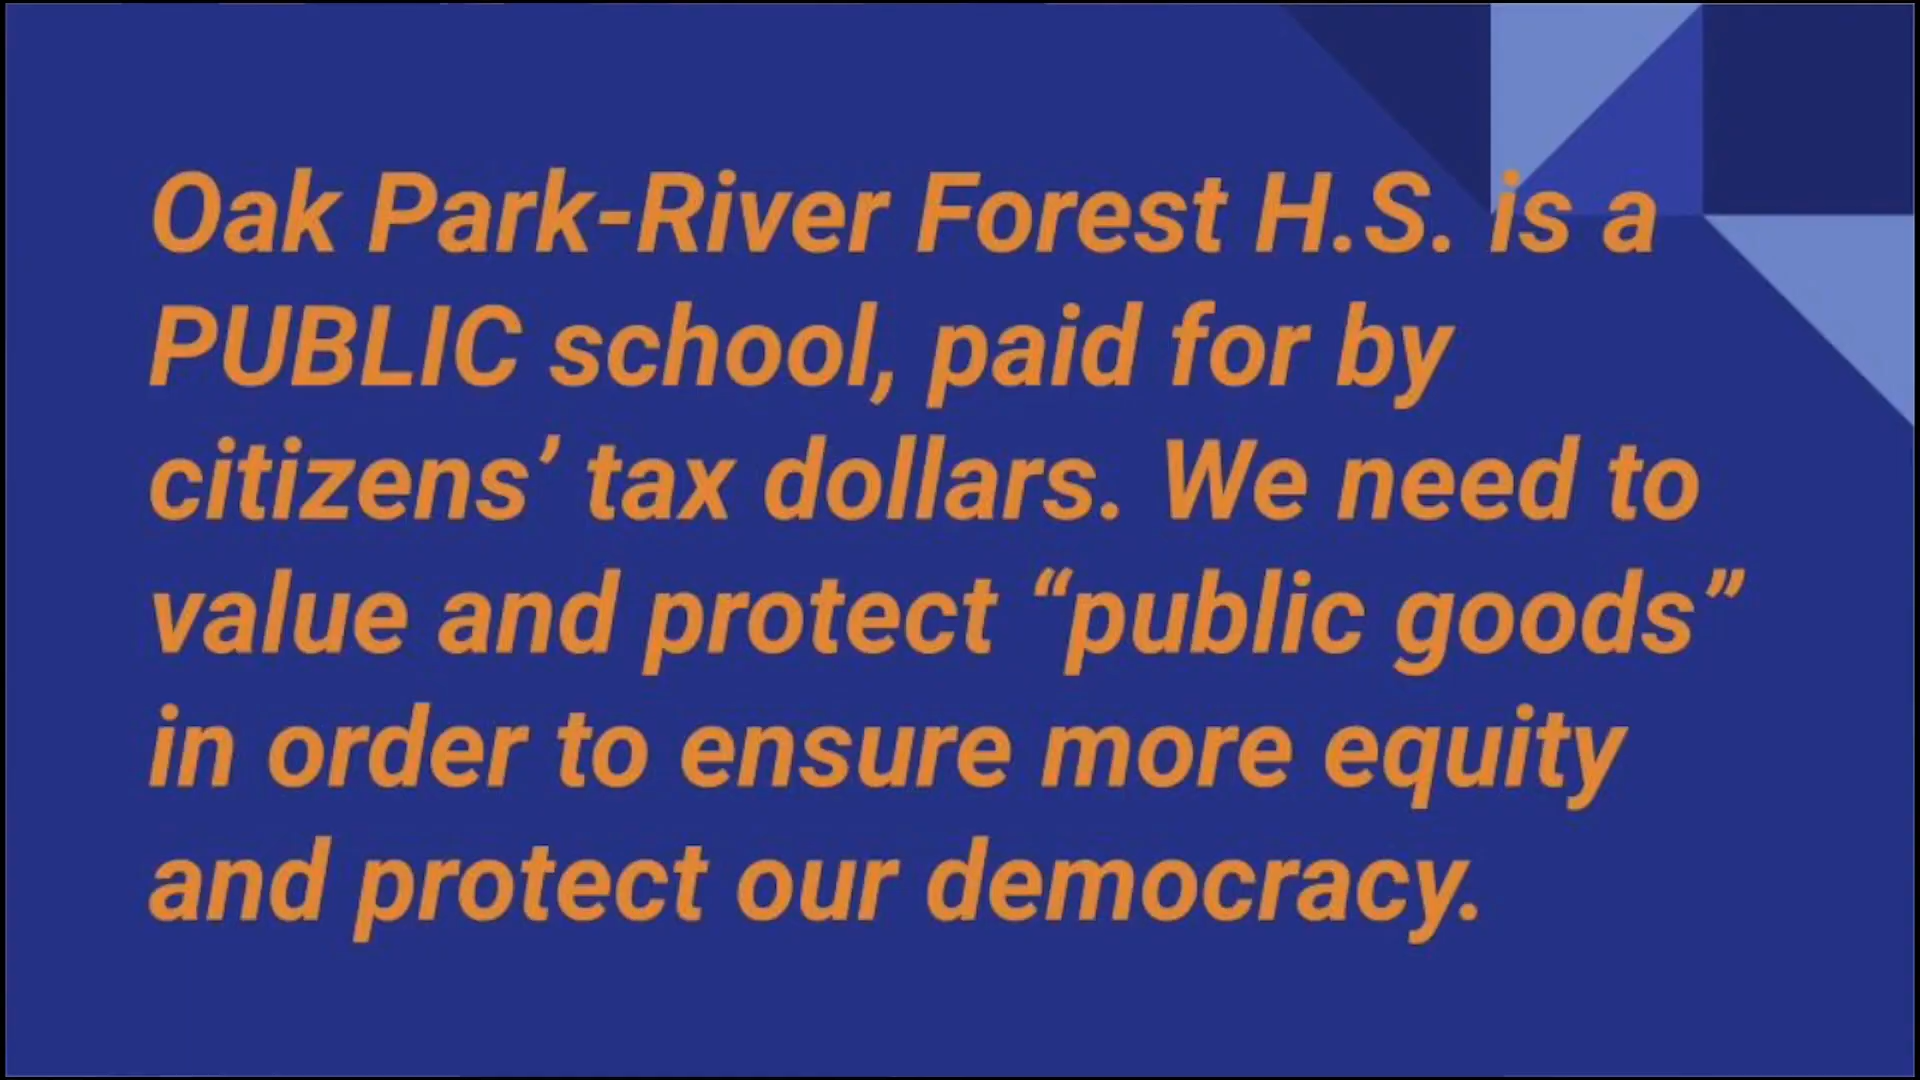 Oak Park-River Forest H.S. is a
PUBLIC school, paid for by
citizens’ tax dollars. We need to
value and protect “public goods”
in order to ensure more equity
and protect our democracy.